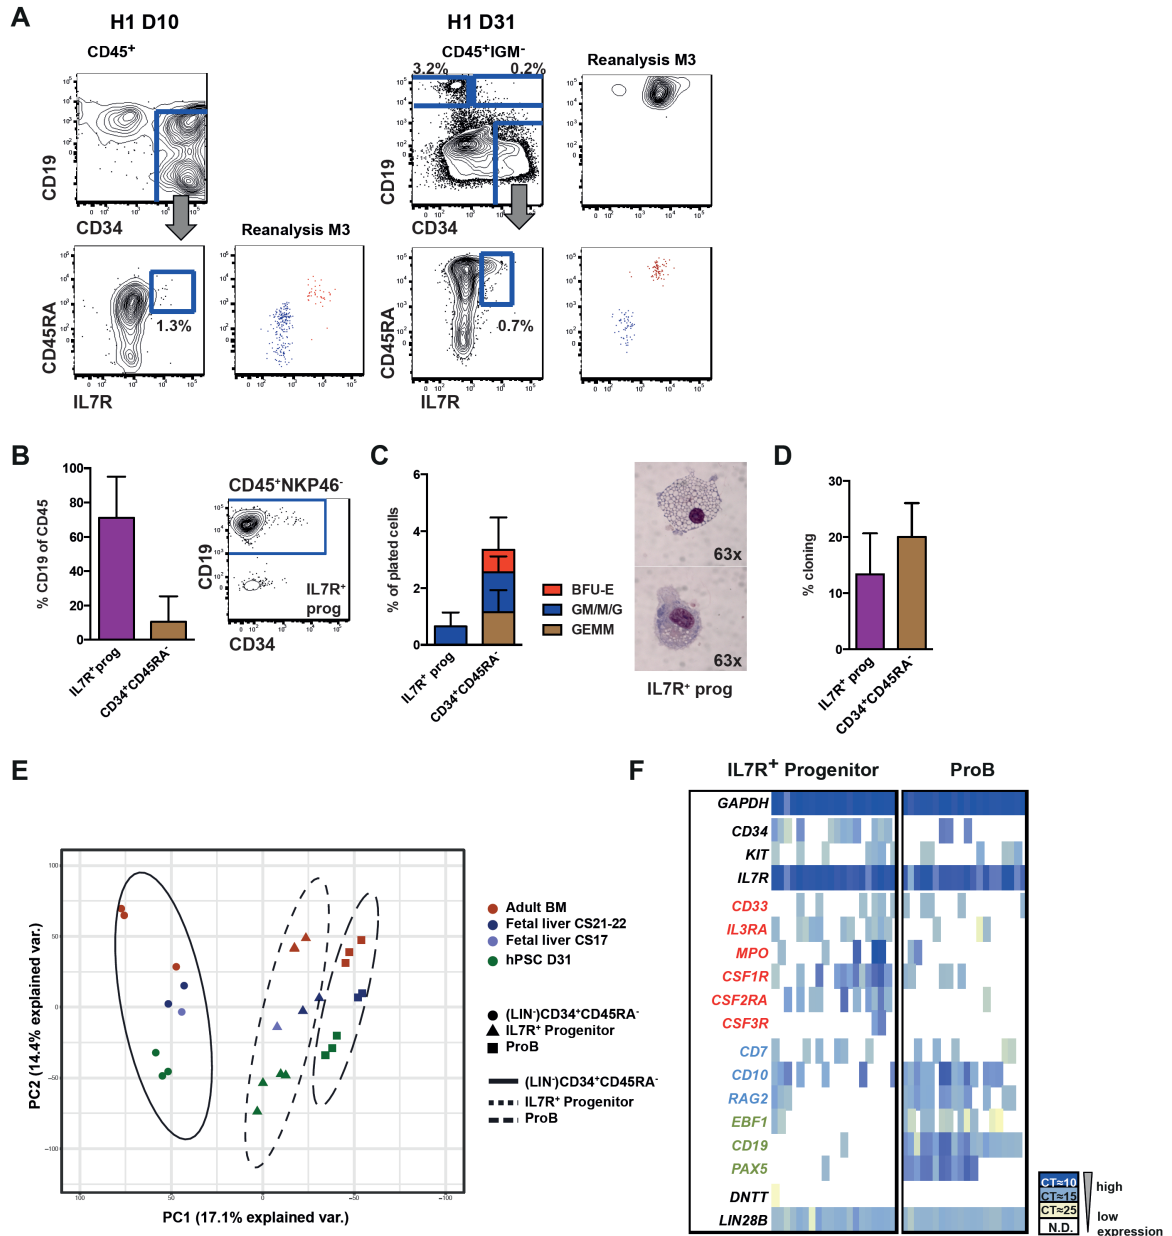 A
H1 D10
H1 D31
CD45+
CD45+IGM-
Reanalysis M3
3.2%
0.2%
CD19
CD34
CD19
CD34
Reanalysis M3
CD45RA
1.3%
IL7R
CD45RA
0.7%
IL7R
B
% CD19 of CD45
100
80
60
40
20
0
IL7R+prog
CD34+CD45RA-
CD45+NKP46-
CD19
IL7R+
prog
CD34
C
% of plated cells
6
4
2
0
IL7R+ prog
CD34+CD45RA-
BFU-E
GM/M/G
GEMM
63x
63x
IL7R+ prog
D
% cloning
30
20
10
0
IL7R+ prog
CD34+CD45RA-
E
PC2 (14.4% explained var.)
100
50
0
-50
-100
100
50
0
-50
-100
PC1 (17.1% explained var.)
Adult BM
Fetal liver CS21-22
Fetal liver CS17
hPSC D31
(LIN-)CD34+CD45RA-
IL7R+ Progenitor
ProB
(LIN-)CD34+CD45RA-
IL7R+ Progenitor
ProB
F
IL7R+ Progenitor
ProB
GAPDH
CD34
KIT
IL7R
CD33
IL3RA
MPO
CSF1R
CSF2RA
CSF3R
CD7
CD10
RAG2
EBF1
CD19
PAX5
DNTT
LIN28B
CT≈10
CT≈15
CT≈25
N.D.
high
low
expression